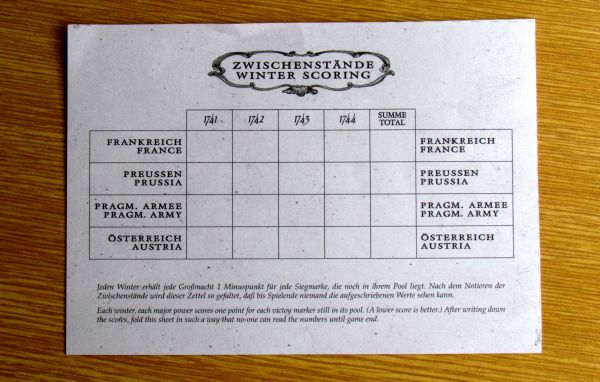 ZWISCHENSTÄNDE
WINTER SCORING
1741 1742 1743 1744 SUMME
TOTAL
FRANKREICH FRANKREICH
FRANCE FRANCE
PREUSSEN PREUSSEN
PRUSSIA PRUSSIA
PRAGM. ARMEE PRAGM. ARMEE
PRAGM. ARMY PRAGM. ARMY
ÖSTERREICH ÖSTERREICH
AUSTRIA AUSTRIA
Jeden Winter erhält jede Großmacht 1 Minuspunkt für jede Siegmarke, die noch in Ihrem Pool liegt. Nach dem Notieren der
Zwischenstände wird dieser Zettel so gefaltet, daß bis Spielende niemand die aufgeschriebenen Werte sehen kann.
Each winter, each major power scores one point for each victoy marker still in its pool. (A lower score is better.) After writing down
the scores, fold this sheet in such a way that no-one can read the numbers until game end.